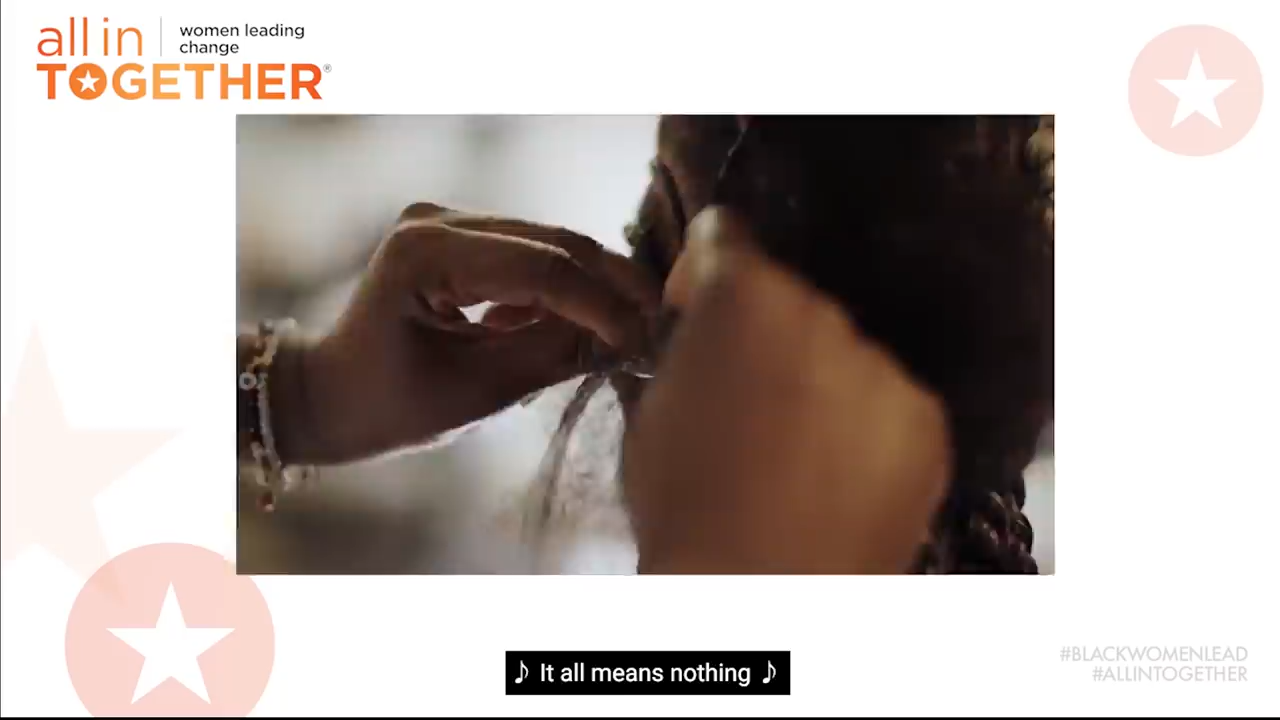 all in
women leading
change
TOGETHER®
♪ It all means nothing ♪
#BLACKWOMENLEAD
#ALLINTOGETHER